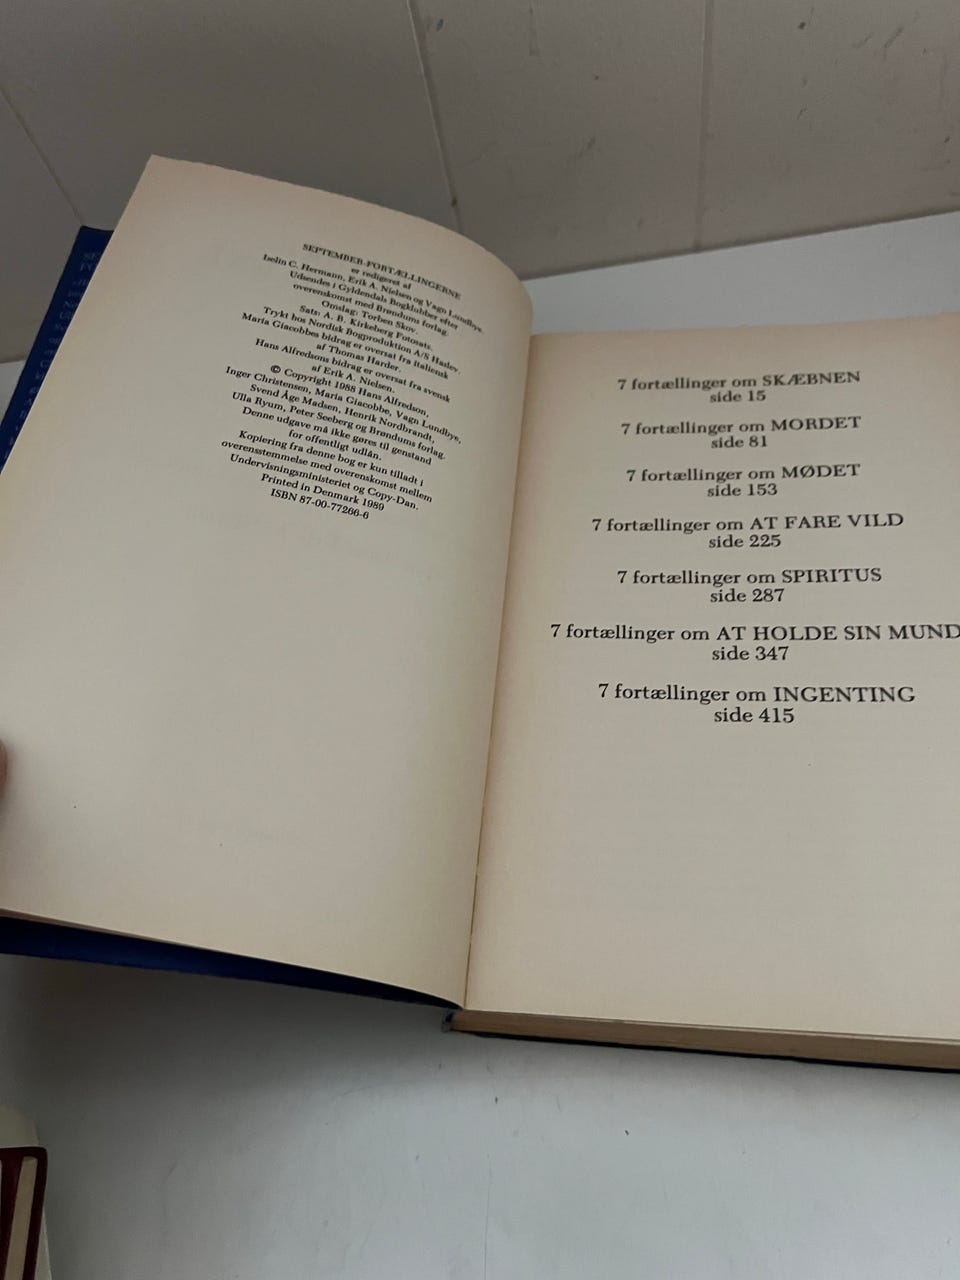 SEPTEMBER-FORTÆLLINGERNE
er redigeret af
Iselin C. Hermann, Erik A. Nielsen og Vagn Lundbye.
Udsendes i Gyldendals Bogklubber efter
overenskomst med Brøndums forlag.
Omslag: Torben Skov.
Sats: A. B. Kirkeberg Fotosats.
Trykt hos Nordisk Bogproduktion A/S Haslev.
Maria Giacobbes bidrag er oversat fra italiensk
af Thomas Harder.
Hans Alfredsons bidrag er oversat fra svensk
af Erik A. Nielsen.
© Copyright 1988 Hans Alfredson,
Inger Christensen, Maria Giacobbe, Vagn Lundbye,
Svend Åge Madsen, Henrik Nordbrandt,
Ulla Ryum, Peter Seeberg og Brøndums forlag.
Denne udgave må ikke gøres til genstand
for offentligt udlån.
Kopiering fra denne bog er kun tilladt i
overensstemmelse med overenskomst mellem
Undervisningsministeriet og Copy-Dan.
Printed in Denmark 1989
ISBN 87-00-77266-6
7 fortællinger om SKÆBNEN
side 15
7 fortællinger om MORDET
side 81
7 fortællinger om MØDET
side 153
7 fortællinger om AT FARE VILD
side 225
7 fortællinger om SPIRITUS
side 287
7 fortællinger om AT HOLDE SIN MUND
side 347
7 fortællinger om INGENTING
side 415